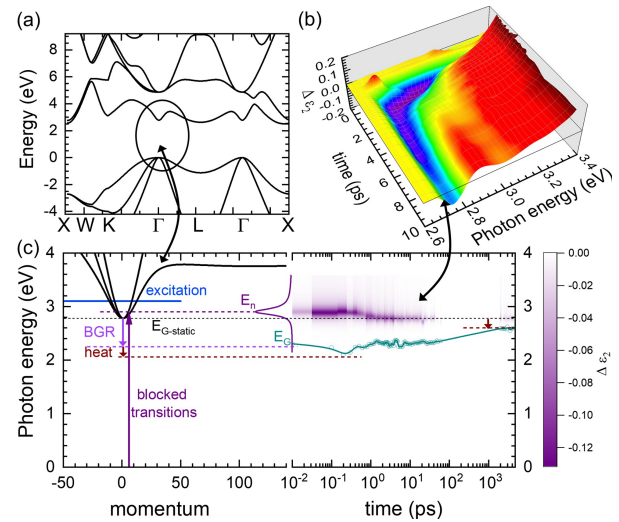 (a)
Energy (eV)
8
6
4
2
0
-2
-4
X W K Γ L Γ X
(b)
Δ ε2
0.2
0.1
0.0
-0.1
-0.2
time (ps)
0
2
4
6
8
10
Photon energy (eV)
2.6
2.8
3.0
3.2
3.4
(c)
Photon energy (eV)
4
3
2
1
0
excitation
En
EG-static
BGR
heat
EG
blocked
transitions
-50 0 50 100
momentum
10-2 10-1 100 101 102 103
time (ps)
4
3
2
1
0
0.00
-0.02
-0.04
-0.06
-0.08
-0.10
-0.12
Δ ε2